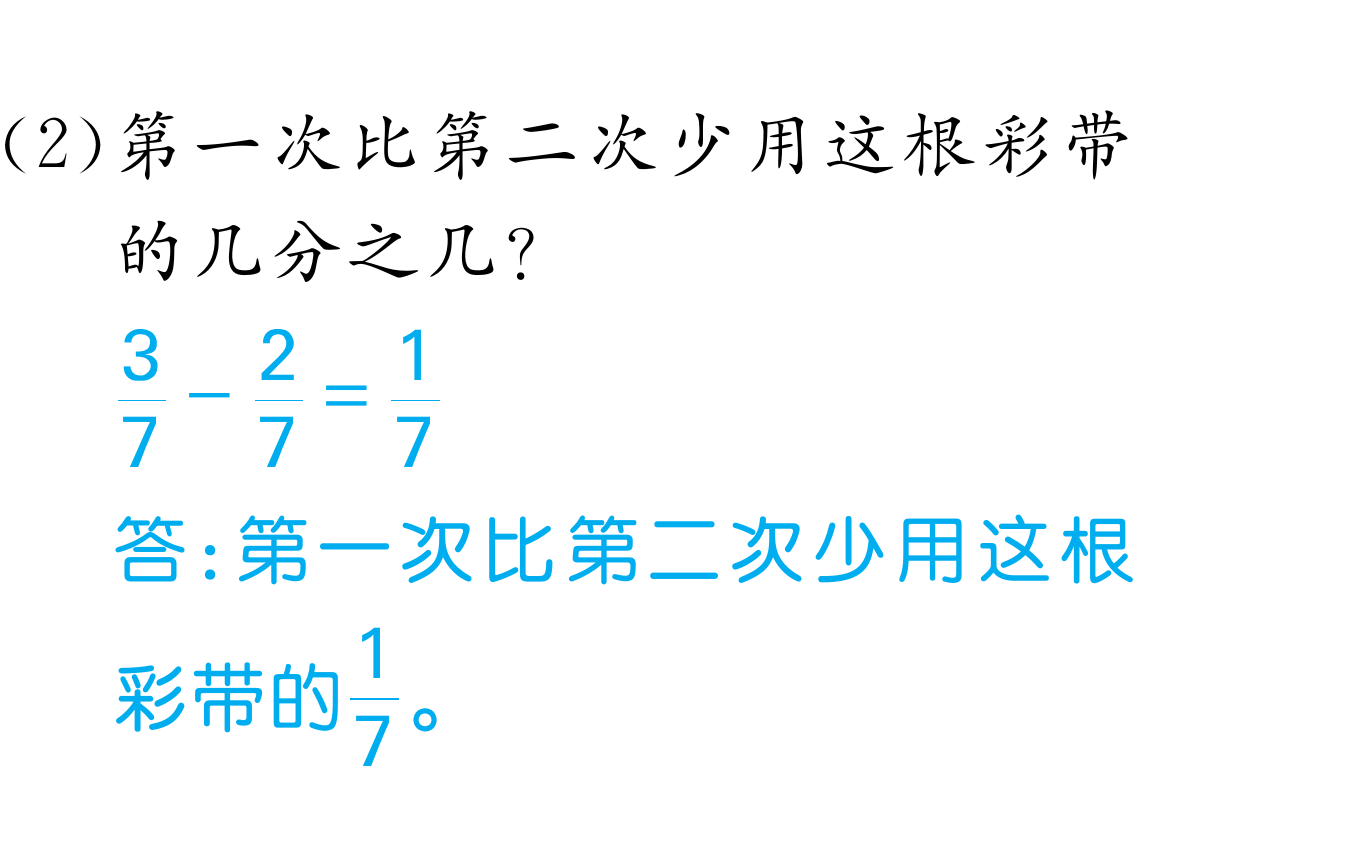 (2)第一次比第二次少用这根彩带
的几分之几?
3/7 - 2/7 = 1/7
答:第一次比第二次少用这根
彩带的1/7。